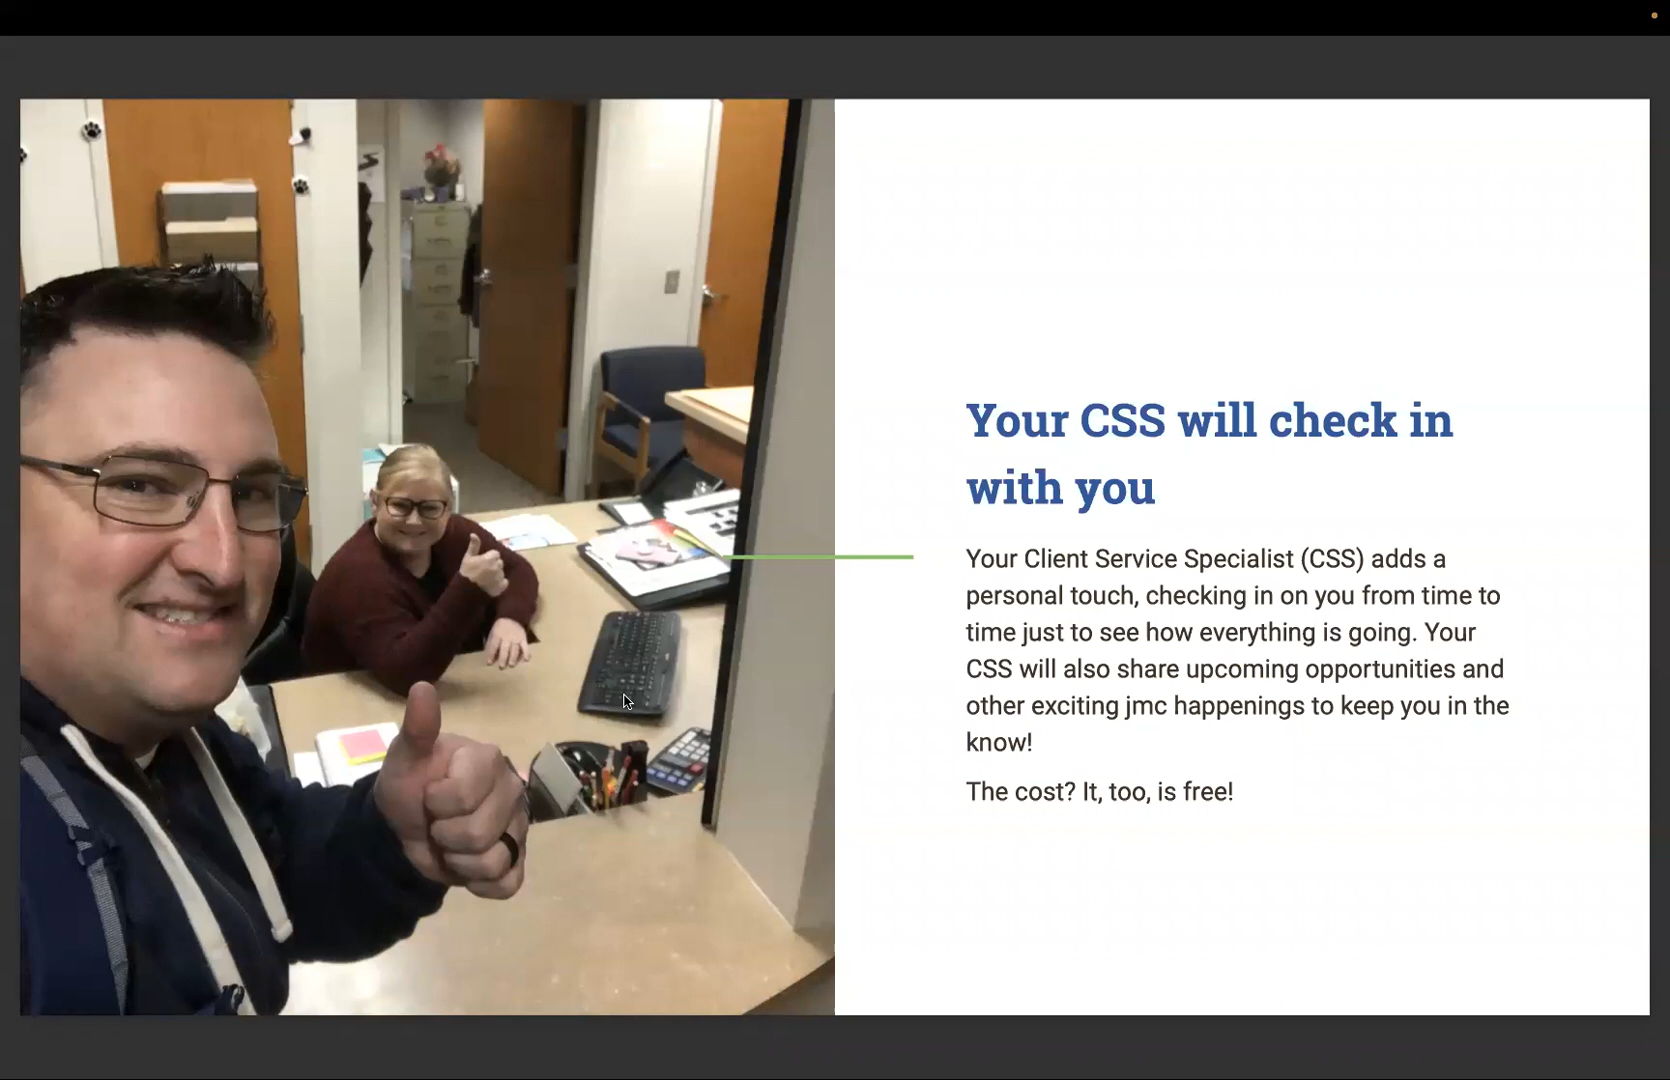 Your CSS will check in
with you
Your Client Service Specialist (CSS) adds a
personal touch, checking in on you from time to
time just to see how everything is going. Your
CSS will also share upcoming opportunities and
other exciting jmc happenings to keep you in the
know!
The cost? It, too, is free!